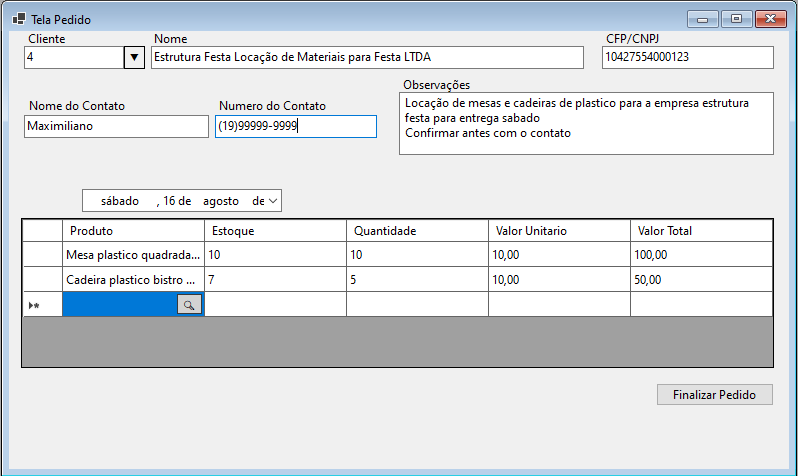 Tela Pedido
Cliente Nome CFP/CNPJ
4 Estrutura Festa Locação de Materiais para Festa LTDA 10427554000123
Observações
Nome do Contato Numero do Contato
Maximiliano (19)99999-9999
Locação de mesas e cadeiras de plastico para a empresa estrutura
festa para entrega sabado
Confirmar antes com o contato
sábado , 16 de agosto de
Produto Estoque Quantidade Valor Unitario Valor Total
Mesa plastico quadrada... 10 10 10,00 100,00
Cadeira plastico bistro ... 7 5 10,00 50,00
Finalizar Pedido